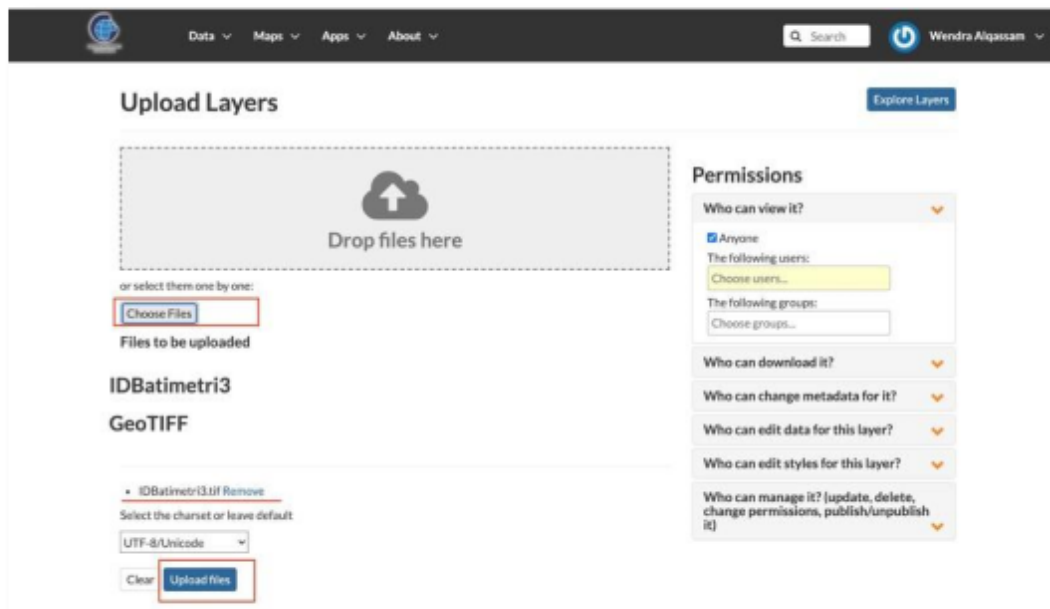 Data Maps Apps About Search Wendra Alqassam
Upload Layers
Explore Layers
Drop files here
or select them one by one:
Choose Files
Files to be uploaded
IDBatimetri3
GeoTIFF
IDBatimetri3.tif Remove
Select the charset or leave default
UTF-8/Unicode
Clear Upload files
Permissions
Who can view it?
Anyone
The following users:
Choose users...
The following groups:
Choose groups...
Who can download it?
Who can change metadata for it?
Who can edit data for this layer?
Who can edit styles for this layer?
Who can manage it? (update, delete,
change permissions, publish/unpublish
it)